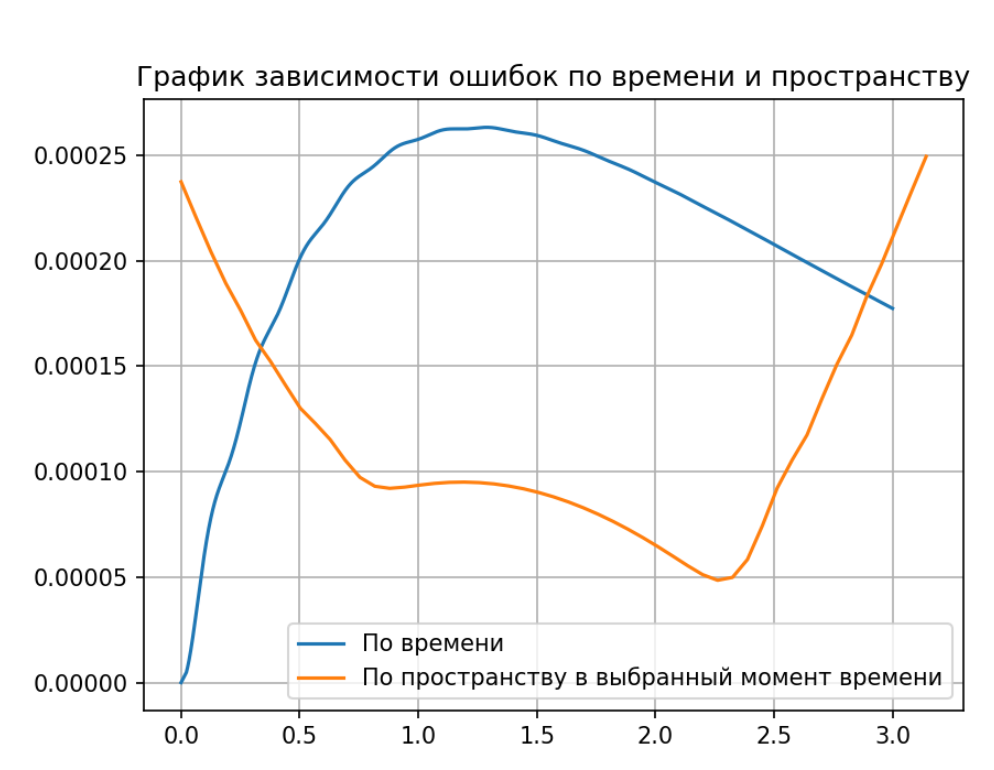 График зависимости ошибок по времени и пространству
0.00025
0.00020
0.00015
0.00010
0.00005
0.00000
По времени
По пространству в выбранный момент времени
0.0 0.5 1.0 1.5 2.0 2.5 3.0